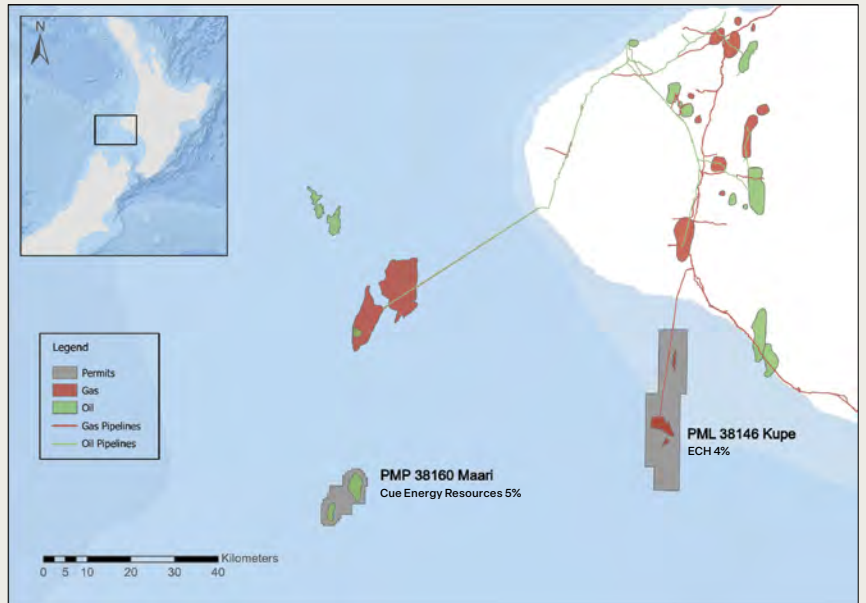 N
Legend
Permits
Gas
Oil
Gas Pipelines
Oil Pipelines
PML 38146 Kupe
ECH 4%
PMP 38160 Maari
Cue Energy Resources 5%
Kilometers
0 5 10 20 30 40